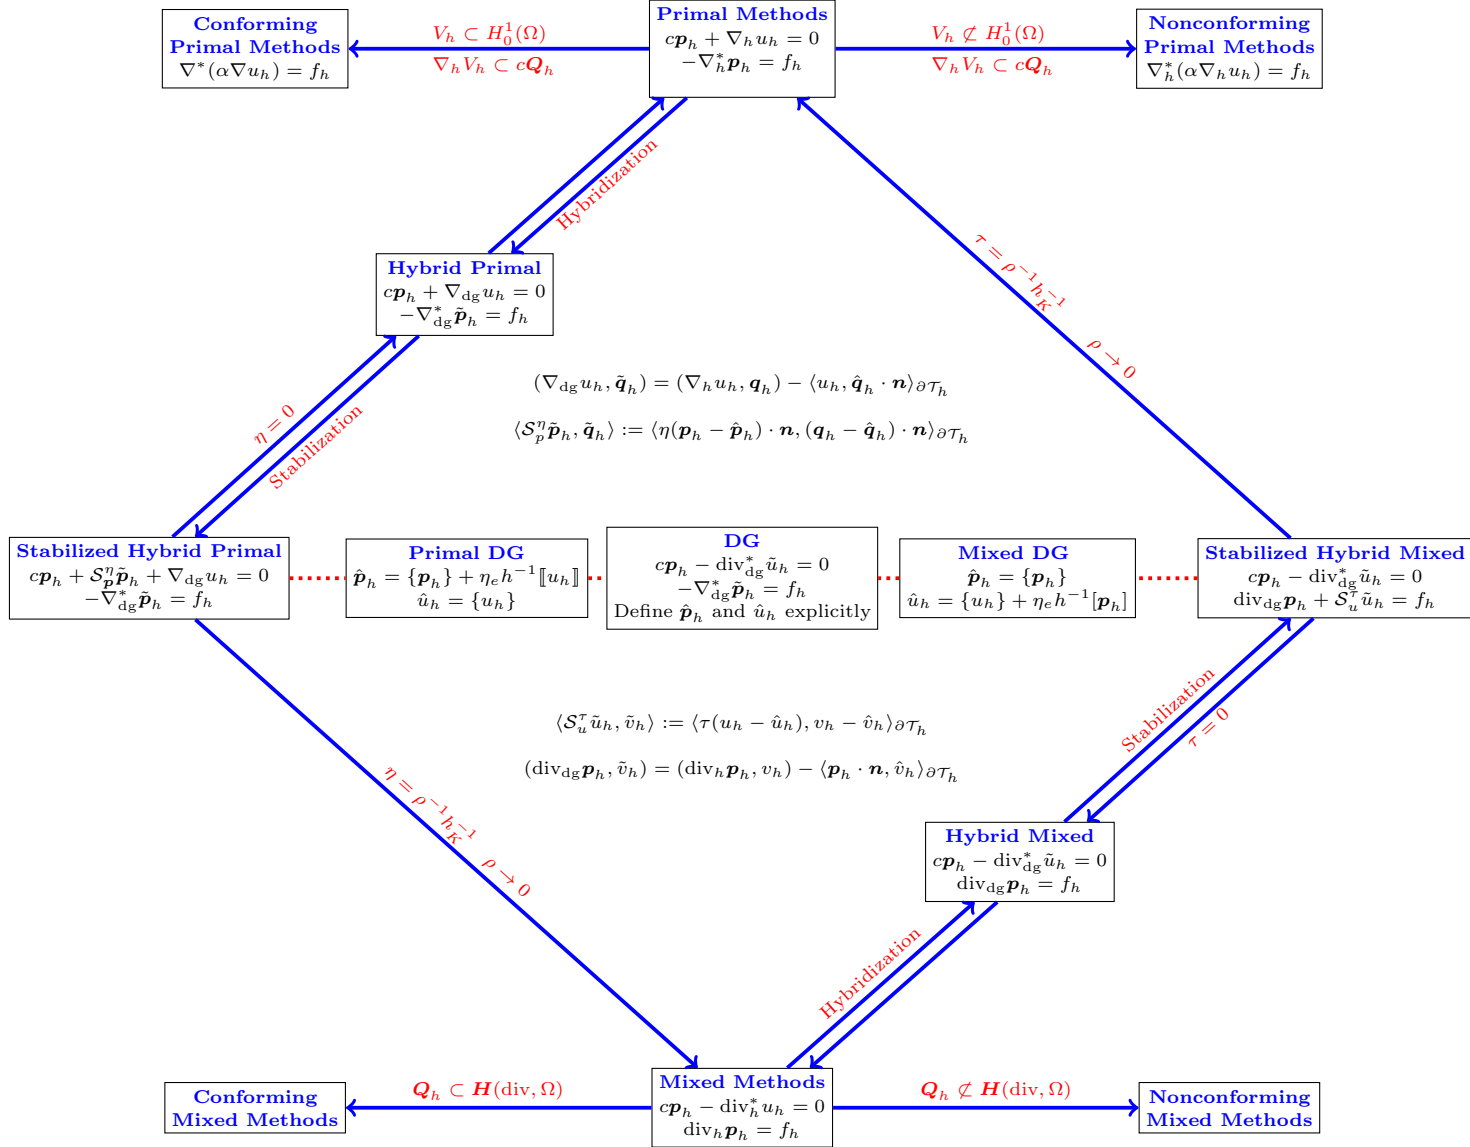 Conforming
Primal Methods
∇*(α∇u_h) = f_h
V_h ⊂ H_0^1(Ω)
∇_h V_h ⊂ c𝑸_h
Primal Methods
c𝒑_h + ∇_h u_h = 0
−∇_h^* 𝒑_h = f_h
V_h ⊄ H_0^1(Ω)
∇_h V_h ⊂ c𝑸_h
Nonconforming
Primal Methods
∇_h^*(α∇_h u_h) = f_h
Hybridization
Hybrid Primal
c𝒑_h + ∇_dg u_h = 0
−∇_dg^* 𝒑̃_h = f_h
τ = ρ^{-1} h_K^{-1}
ρ → 0
(∇_dg u_h, 𝒒̃_h) = (∇_h u_h, 𝒒_h) − ⟨u_h, 𝒒̂_h · 𝒏⟩_{∂𝒯_h}
⟨𝒮_p^η 𝒑̃_h, 𝒒̃_h⟩ := ⟨η(𝒑_h − 𝒑̂_h) · 𝒏, (𝒒_h − 𝒒̂_h) · 𝒏⟩_{∂𝒯_h}
η = 0
Stabilization
Stabilized Hybrid Primal
c𝒑_h + 𝒮_𝒑^η 𝒑̃_h + ∇_dg u_h = 0
−∇_dg^* 𝒑̃_h = f_h
Primal DG
𝒑̂_h = {𝒑_h} + η_e h^{-1}⟦u_h⟧
û_h = {u_h}
DG
c𝒑_h − div_dg^* ũ_h = 0
−∇_dg^* 𝒑̃_h = f_h
Define 𝒑̂_h and û_h explicitly
Mixed DG
𝒑̂_h = {𝒑_h}
û_h = {u_h} + η_e h^{-1}[𝒑_h]
Stabilized Hybrid Mixed
c𝒑_h − div_dg^* ũ_h = 0
div_dg 𝒑_h + 𝒮_u^τ ũ_h = f_h
⟨𝒮_u^τ ũ_h, ṽ_h⟩ := ⟨τ(u_h − û_h), v_h − v̂_h⟩_{∂𝒯_h}
(div_dg 𝒑_h, ṽ_h) = (div_h 𝒑_h, v_h) − ⟨𝒑_h · 𝒏, v̂_h⟩_{∂𝒯_h}
Stabilization
τ = 0
η = ρ^{-1} h_K^{-1}
ρ → 0
Hybrid Mixed
c𝒑_h − div_dg^* ũ_h = 0
div_dg 𝒑_h = f_h
Hybridization
Conforming
Mixed Methods
𝑸_h ⊂ 𝑯(div, Ω)
Mixed Methods
c𝒑_h − div_h^* u_h = 0
div_h 𝒑_h = f_h
𝑸_h ⊄ 𝑯(div, Ω)
Nonconforming
Mixed Methods